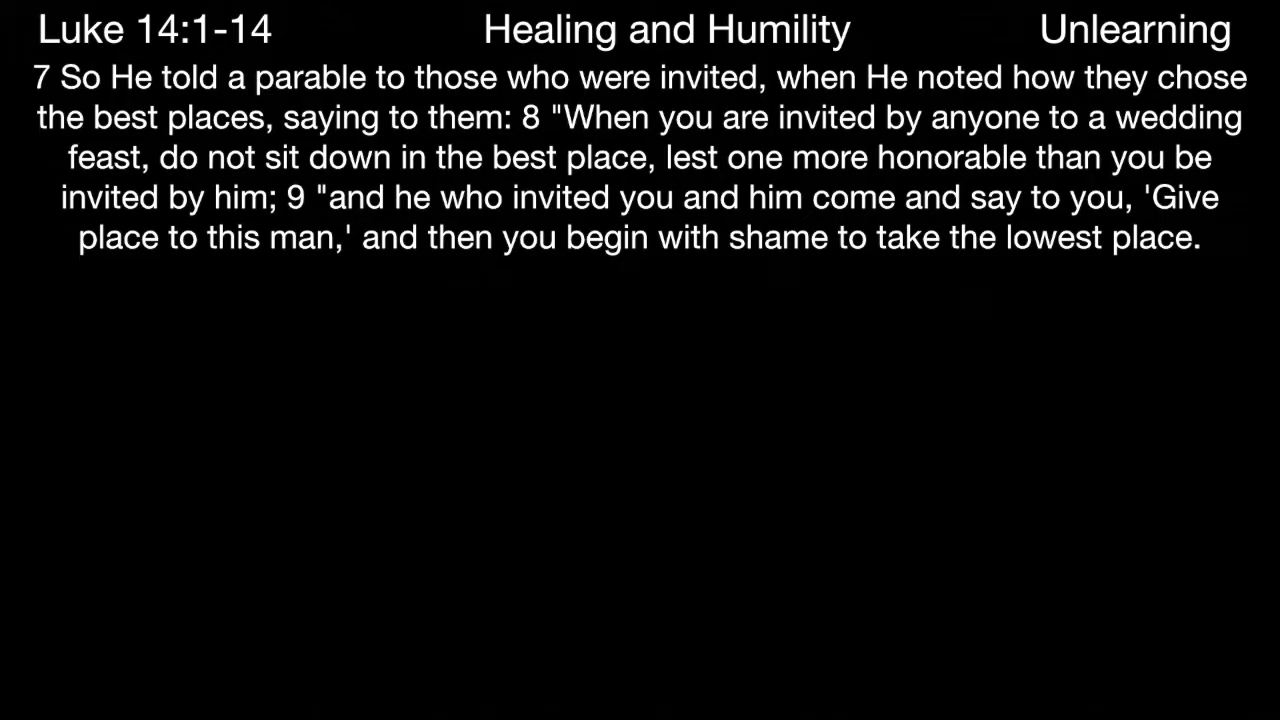 Luke 14:1-14 Healing and Humility Unlearning
7 So He told a parable to those who were invited, when He noted how they chose
the best places, saying to them: 8 "When you are invited by anyone to a wedding
feast, do not sit down in the best place, lest one more honorable than you be
invited by him; 9 "and he who invited you and him come and say to you, 'Give
place to this man,' and then you begin with shame to take the lowest place.